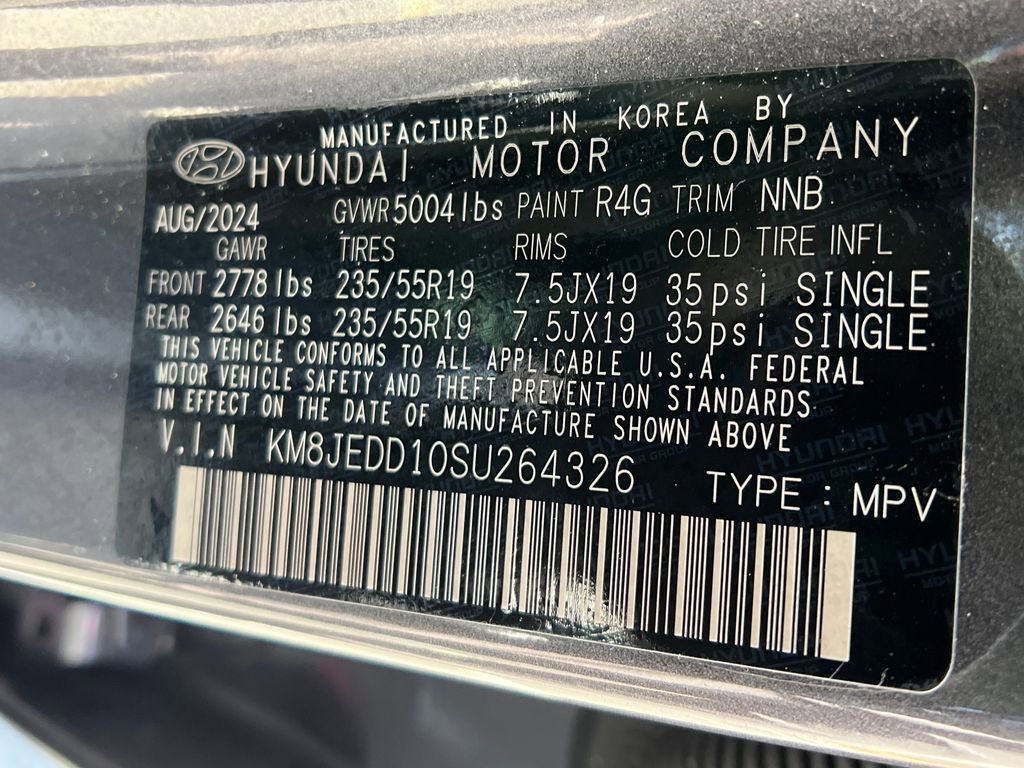 MANUFACTURED IN KOREA BY
HYUNDAI MOTOR COMPANY
AUG/2024 GVWR 5004lbs PAINT R4G TRIM NNB
GAWR TIRES RIMS COLD TIRE INFL
FRONT 2778 lbs 235/55R19 7.5JX19 35psi SINGLE
REAR 2646 lbs 235/55R19 7.5JX19 35psi SINGLE
THIS VEHICLE CONFORMS TO ALL APPLICABLE U.S.A. FEDERAL
MOTOR VEHICLE SAFETY AND THEFT PREVENTION STANDARDS
IN EFFECT ON THE DATE OF MANUFACTURE SHOWN ABOVE
V.I.N KM8JEDD10SU264326
TYPE : MPV